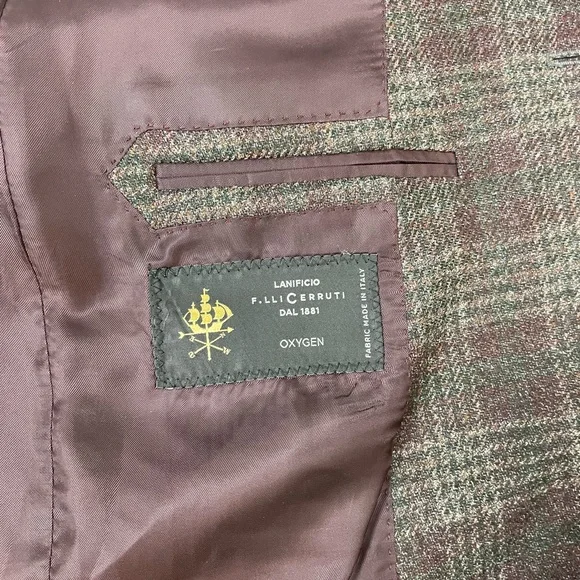 LANIFICIO
F.LLI CERRUTI
DAL 1881
OXYGEN
FABRIC MADE IN ITALY